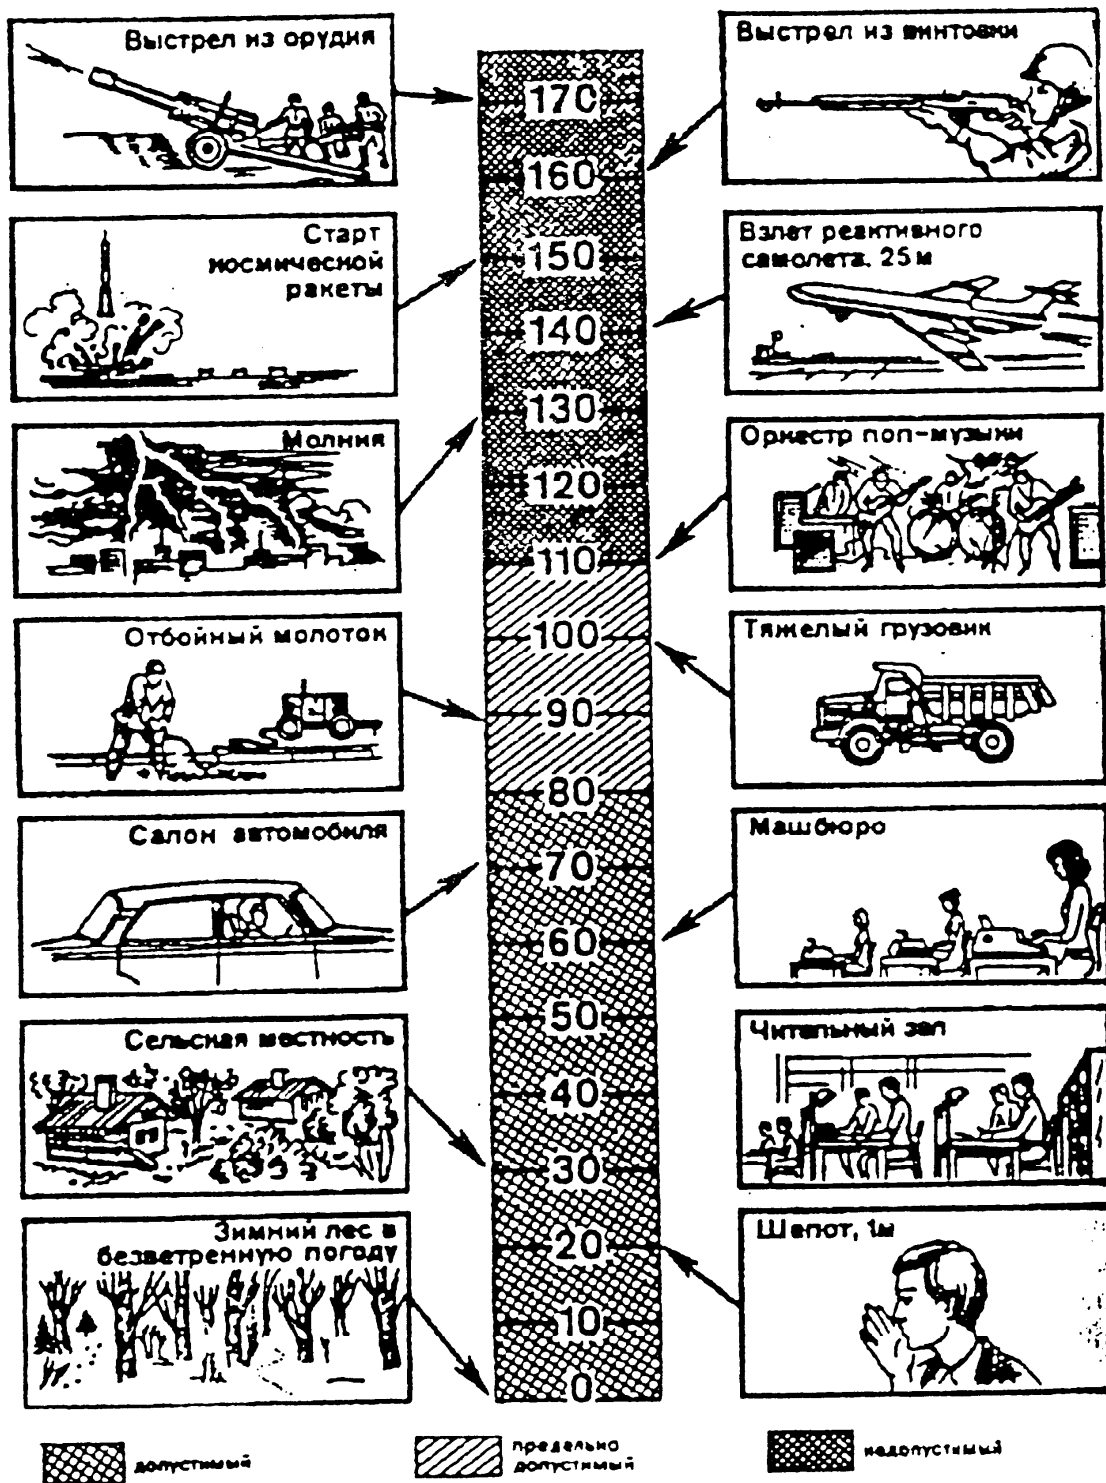 Выстрел из орудия
Выстрел из винтовки
170
160
Старт
космической
ракеты
Взлет реактивного
самолета, 25м
150
140
130
Молния
Оркестр поп-музыки
120
110
Отбойный молоток
Тяжелый грузовик
100
90
80
Салон автомобиля
Машбюро
70
60
50
Сельская местность
Читальный зал
40
30
Зимний лес в
безветренную погоду
Шепот, 1м
20
10
0
допустимый
предельно
допустимый
недопустимый